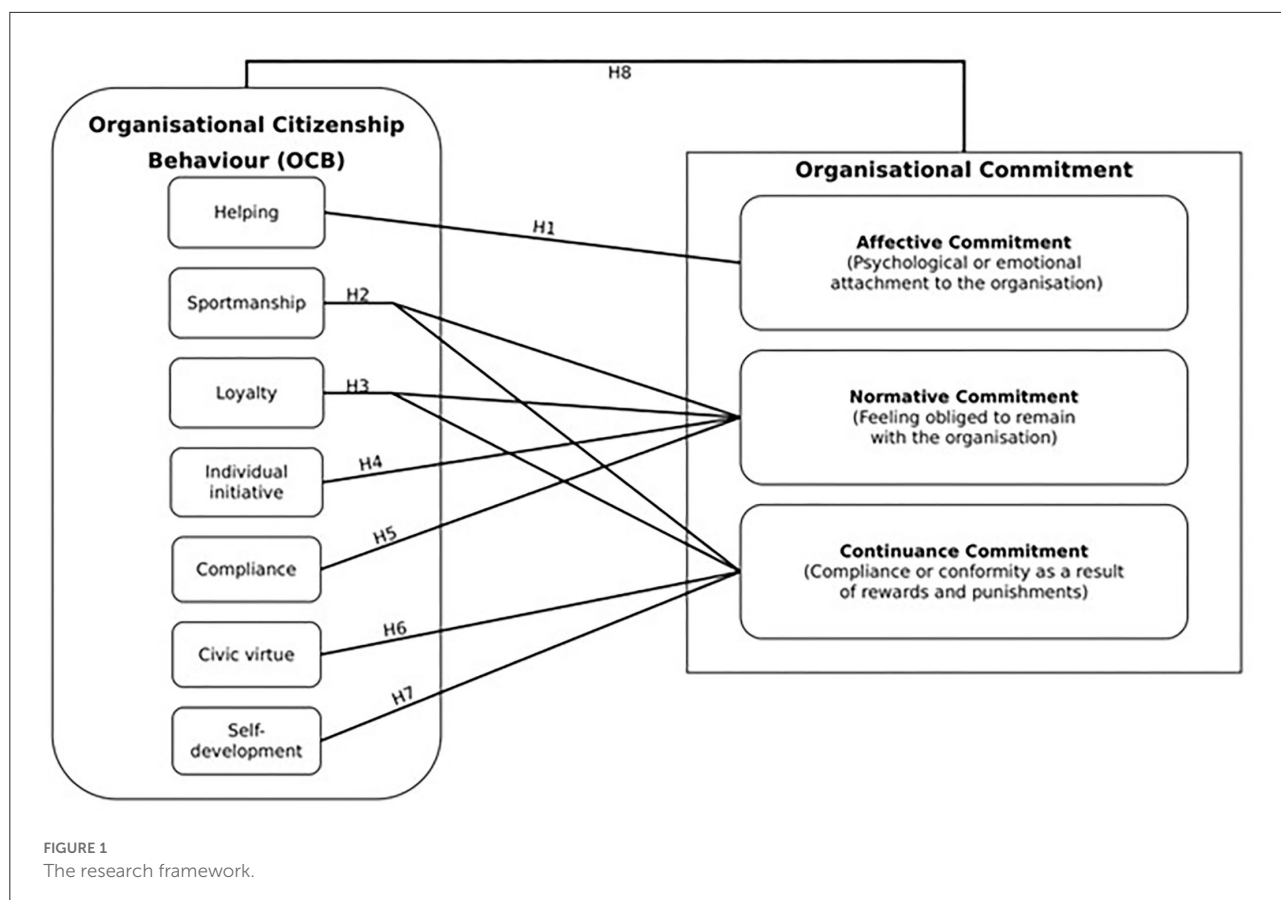 H8
Organisational Citizenship
Behaviour (OCB)
Helping
Sportmanship
Loyalty
Individual
initiative
Compliance
Civic virtue
Self-
development
H1
H2
H3
H4
H5
H6
H7
Organisational Commitment
Affective Commitment
(Psychological or emotional
attachment to the organisation)
Normative Commitment
(Feeling obliged to remain
with the organisation)
Continuance Commitment
(Compliance or conformity as a result
of rewards and punishments)
FIGURE 1
The research framework.